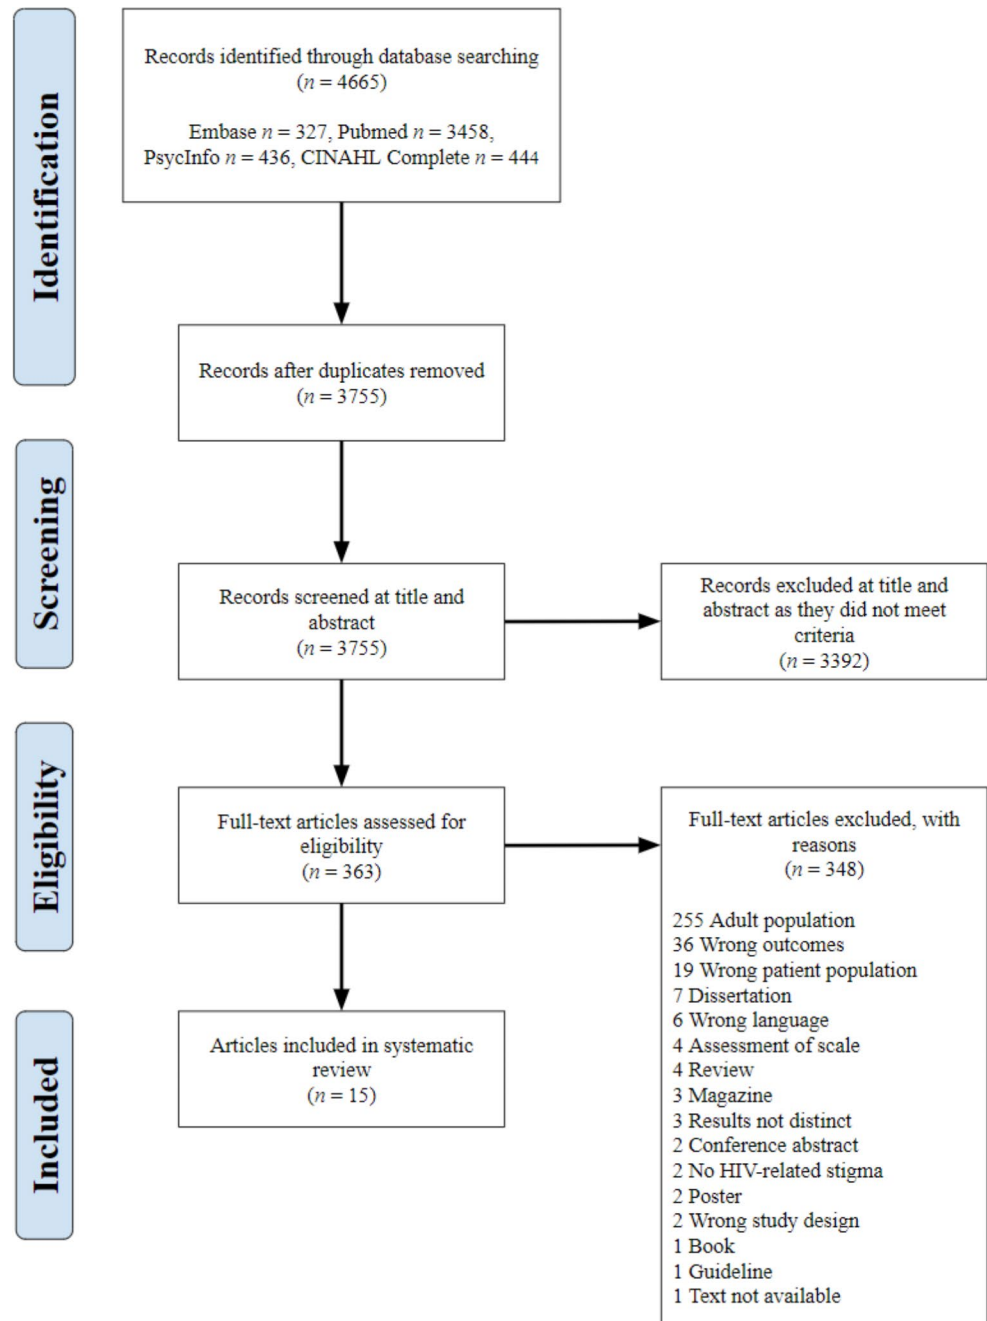 Identification
Records identified through database searching
(n = 4665)
Embase n = 327, Pubmed n = 3458,
PsycInfo n = 436, CINAHL Complete n = 444
Records after duplicates removed
(n = 3755)
Screening
Records screened at title and
abstract
(n = 3755)
Records excluded at title and
abstract as they did not meet
criteria
(n = 3392)
Eligibility
Full-text articles assessed for
eligibility
(n = 363)
Full-text articles excluded, with
reasons
(n = 348)
255 Adult population
36 Wrong outcomes
19 Wrong patient population
7 Dissertation
6 Wrong language
4 Assessment of scale
4 Review
3 Magazine
3 Results not distinct
2 Conference abstract
2 No HIV-related stigma
2 Poster
2 Wrong study design
1 Book
1 Guideline
1 Text not available
Included
Articles included in systematic
review
(n = 15)